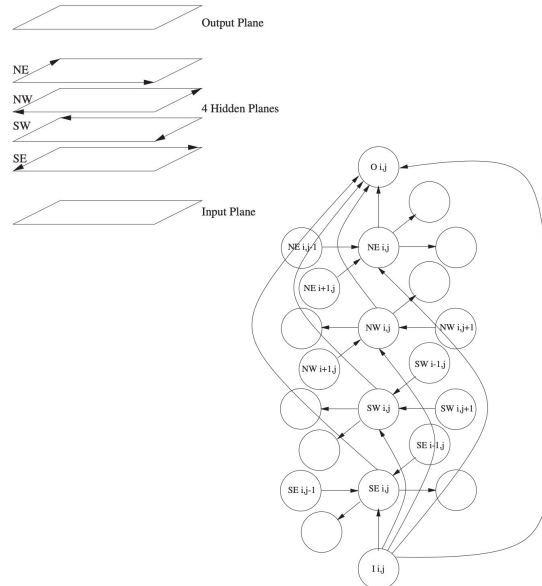 Output Plane
NE
NW
4 Hidden Planes
SW
SE
Input Plane
O i,j
NE i,j-1
NE i,j
NE i+1,j
NW i,j
NW i,j+1
NW i+1,j
SW i-1,j
SW i,j
SW i,j+1
SE i-1,j
SE i,j-1
SE i,j
I i,j